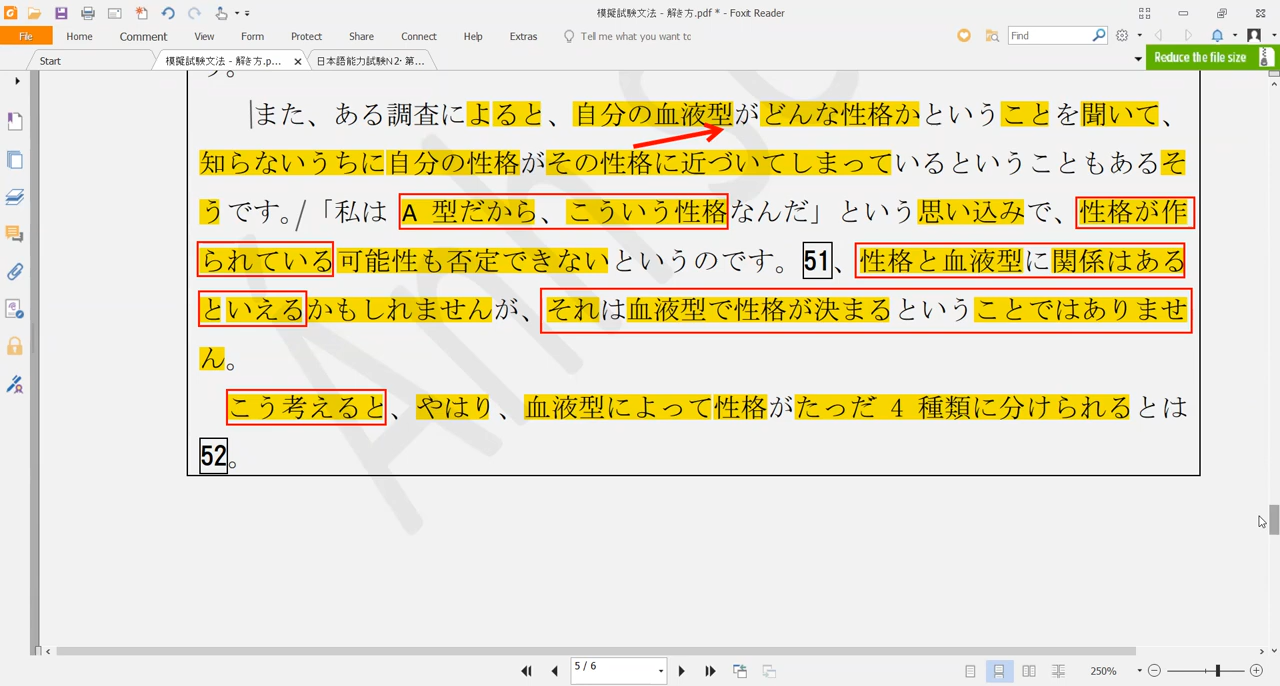 模擬試験文法 - 解き方.pdf * - Foxit Reader
File Home Comment View Form Protect Share Connect Help Extras Tell me what you want tc Find
Start 模擬試験文法 - 解き方.p... 日本語能力試験N2・第... Reduce the file size
す。
また、ある調査によると、自分の血液型がどんな性格かということを聞いて、
知らないうちに自分の性格がその性格に近づいてしまっているということもあるそ
うです。/「私は A 型だから、こういう性格なんだ」という思い込みで、性格が作
られている可能性も否定できないというのです。51、性格と血液型に関係はある
といえるかもしれませんが、それは血液型で性格が決まるということではありませ
ん。
こう考えると、やはり、血液型によって性格がたっだ 4 種類に分けられるとは
52。
Anh sc
5 / 6 250%